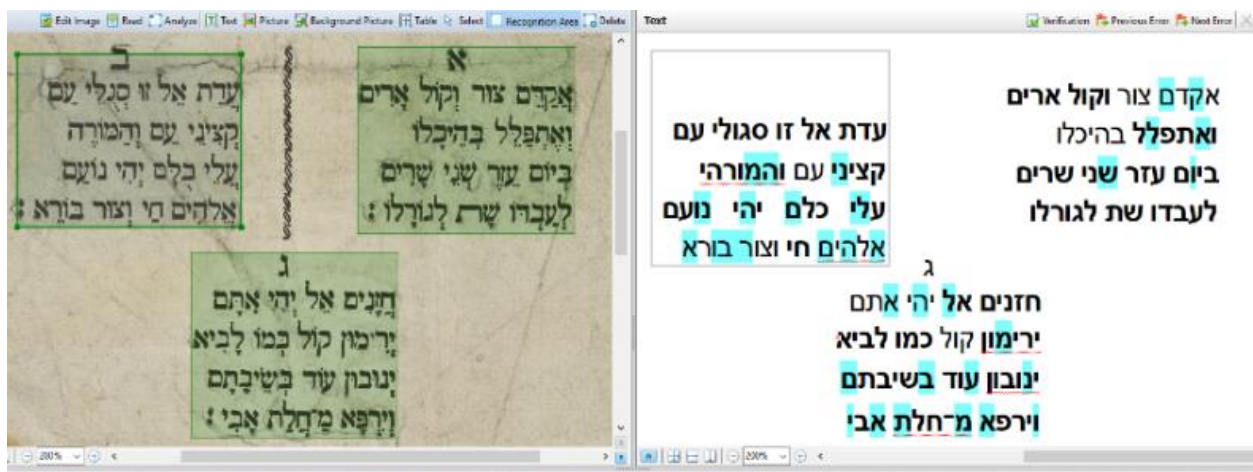 Edit Image Read Analyze Text Picture Background Picture Table Select Recognition Area Delete
Text
Verification Previous Error Next Error
א
אֲקַדֵּם צוּר וְקוֹל אָרִים
וְאֶתְפַּלֵּל בְּהֵיכָלוֹ
בְּיוֹם עֲזֹר שְׁנֵי שָׂרִים
לְעָבְדּוֹ שָׁת לְגוֹרָלוֹ :
ב
עֲדַת אֵל זוּ סְגֻלֵּי עַם
קְצִינֵי עַם וְהַמּוֹרֶה
עֲלֵי כֻלָּם יְהִי נוֹעַם
אֱלֹהִים חַי וְצוּר בּוֹרֵא :
ג
חֲזָנִים אֵל יְהִי אִתָּם
יְרִימוּן קוֹל כְּמוֹ לָבִיא
יְנוּבוּן עוֹד בְּשֵׂיבָתָם
וְיִרְפָּא מַ־חֲלַת אָבִי :
אקדם צור וקול ארים
ואתפלל בהיכלו
ביום עזר שני שרים
לעבדו שת לגורלו
עדת אל זו סגולי עם
קציני עם והמורהי
עלי כלם יהי נועם
אלהים חי וצור בורא
ג
חזנים אל יהי אתם
ירימון קול כמו לביא
ינובון עוד בשיבתם
וירפא מ־חלת אבי
200%
200%